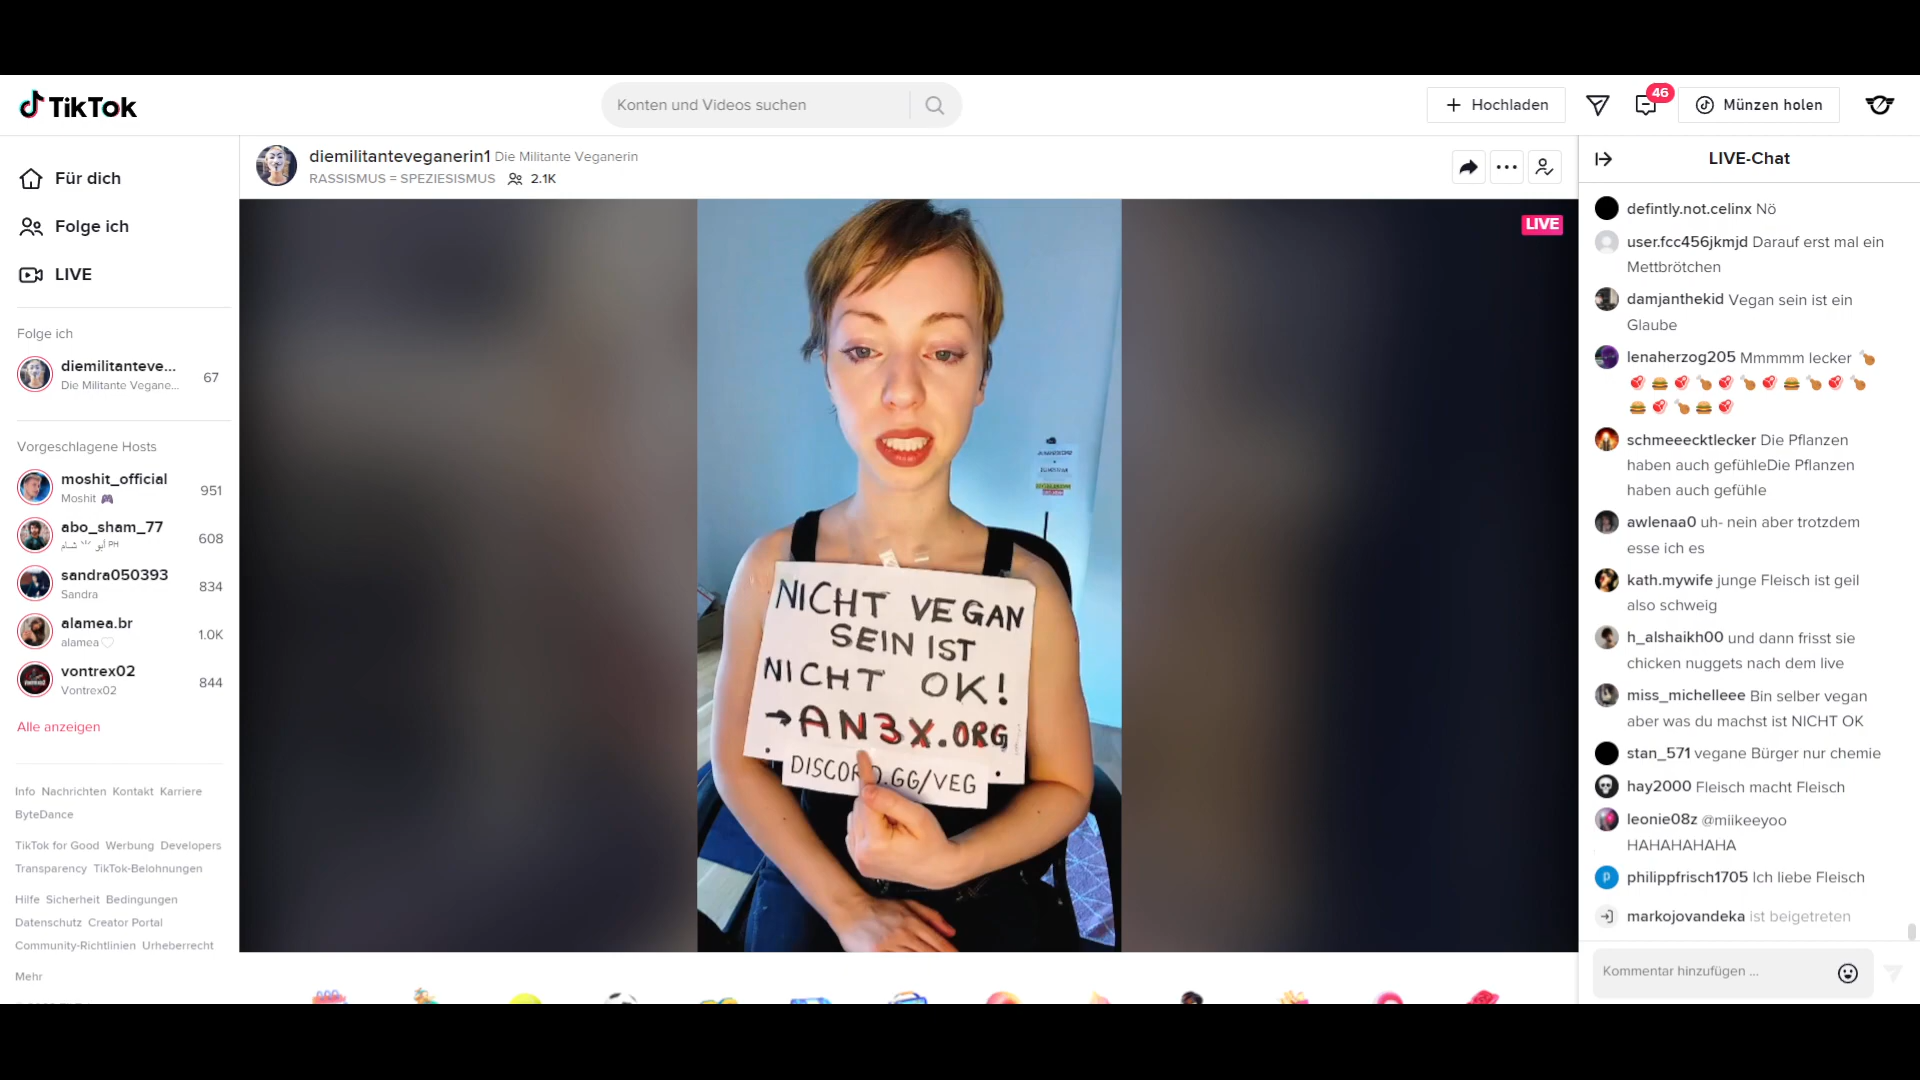 TikTok
Konten und Videos suchen
Hochladen
46
Münzen holen
Für dich
Folge ich
LIVE
Folge ich
diemilitanteve...
Die Militante Vegane...
67
Vorgeschlagene Hosts
moshit_official
Moshit 🎮
951
abo_sham_77
608
sandra050393
Sandra
834
alamea.br
alamea♡
1.0K
vontrex02
Vontrex02
844
Alle anzeigen
Info Nachrichten Kontakt Karriere
ByteDance
TikTok for Good Werbung Developers
Transparency TikTok-Belohnungen
Hilfe Sicherheit Bedingungen
Datenschutz Creator Portal
Community-Richtlinien Urheberrecht
Mehr
diemilitanteveganerin1 Die Militante Veganerin
RASSISMUS = SPEZIESISMUS 2.1K
LIVE
NICHT VEGAN
SEIN IST
NICHT OK!
→AN3X.ORG
DISCORD.GG/VEG
LIVE-Chat
defintly.not.celinx Nö
user.fcc456jkmjd Darauf erst mal ein
Mettbrötchen
damjanthekid Vegan sein ist ein
Glaube
lenaherzog205 Mmmmm lecker 🍗
🥩🍔🥩🍗🥩🍗🥩🍔🍗🥩🍗
🍔🥩🍗🍔🥩
schmeeecktlecker Die Pflanzen
haben auch gefühleDie Pflanzen
haben auch gefühle
awlenaa0 uh- nein aber trotzdem
esse ich es
kath.mywife junge Fleisch ist geil
also schweig
h_alshaikh00 und dann frisst sie
chicken nuggets nach dem live
miss_michelleee Bin selber vegan
aber was du machst ist NICHT OK
stan_571 vegane Bürger nur chemie
hay2000 Fleisch macht Fleisch
leonie08z @miikeeyoo
HAHAHAHAHA
philippfrisch1705 Ich liebe Fleisch
markojovandeka ist beigetreten
Kommentar hinzufügen ...